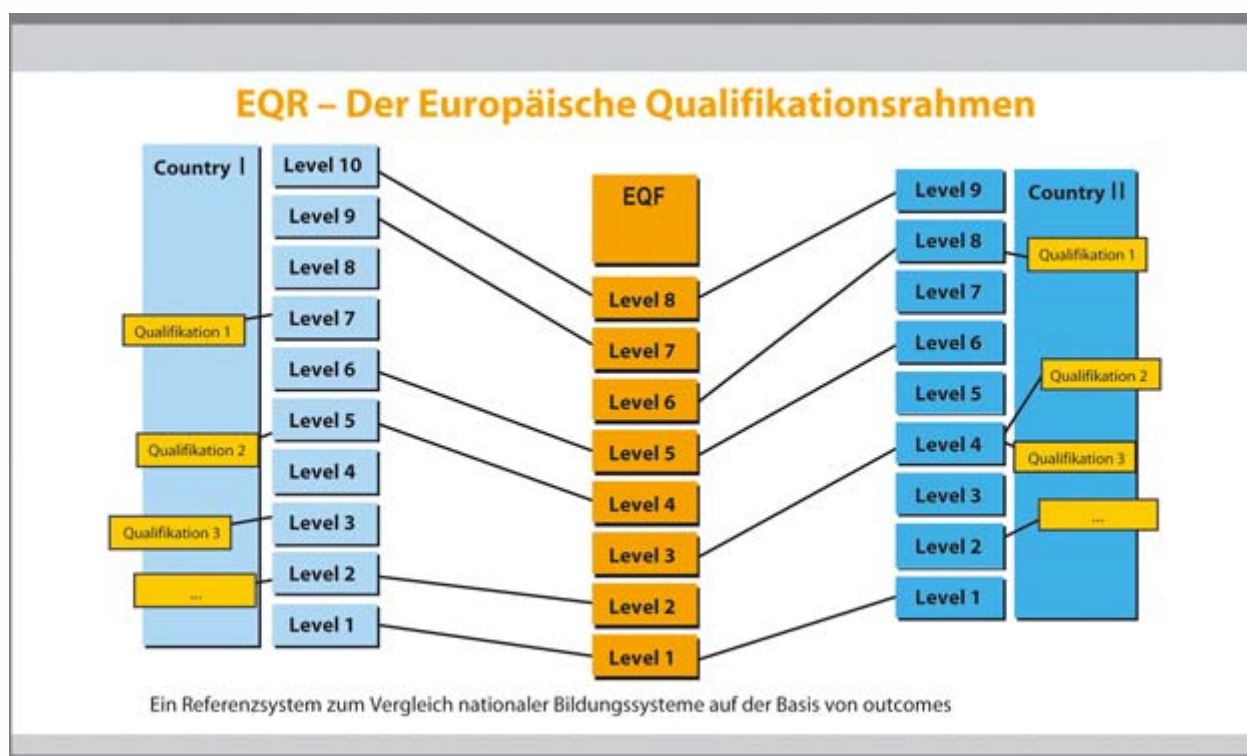 EQR – Der Europäische Qualifikationsrahmen
Country I
Level 10
Level 9
Level 8
Level 7
Level 6
Level 5
Level 4
Level 3
Level 2
Level 1
Qualifikation 1
Qualifikation 2
Qualifikation 3
...
EQF
Level 8
Level 7
Level 6
Level 5
Level 4
Level 3
Level 2
Level 1
Level 9
Level 8
Level 7
Level 6
Level 5
Level 4
Level 3
Level 2
Level 1
Country II
Qualifikation 1
Qualifikation 2
Qualifikation 3
...
Ein Referenzsystem zum Vergleich nationaler Bildungssysteme auf der Basis von outcomes